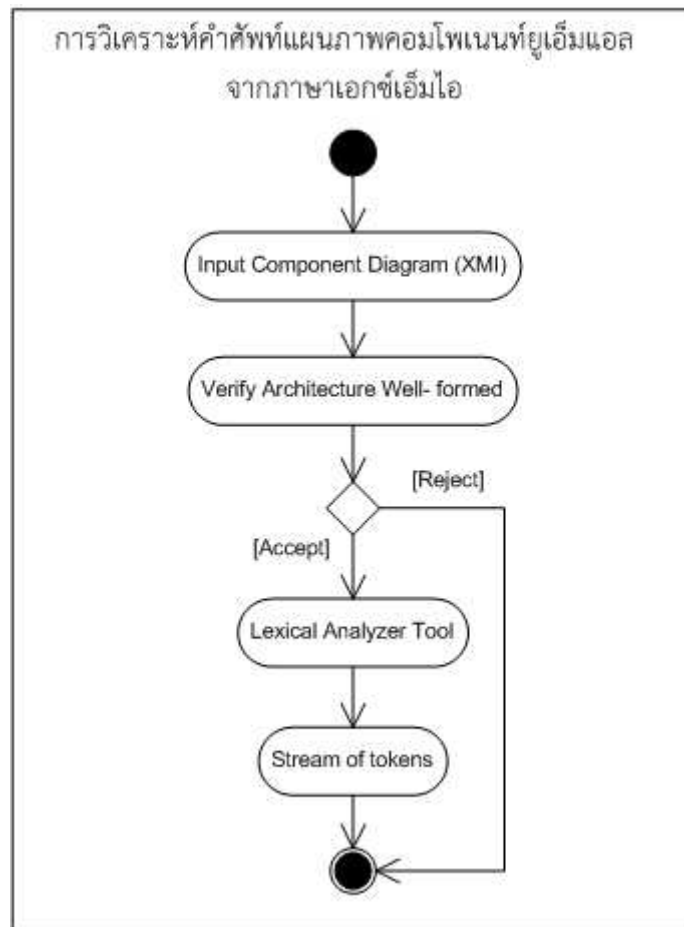 การวิเคราะห์คำศัพท์แผนภาพคอมโพเนนท์ยูเอ็มแอล
จากภาษาเอกซ์เอ็มไอ
Input Component Diagram (XMI)
Verify Architecture Well- formed
[Reject]
[Accept]
Lexical Analyzer Tool
Stream of tokens